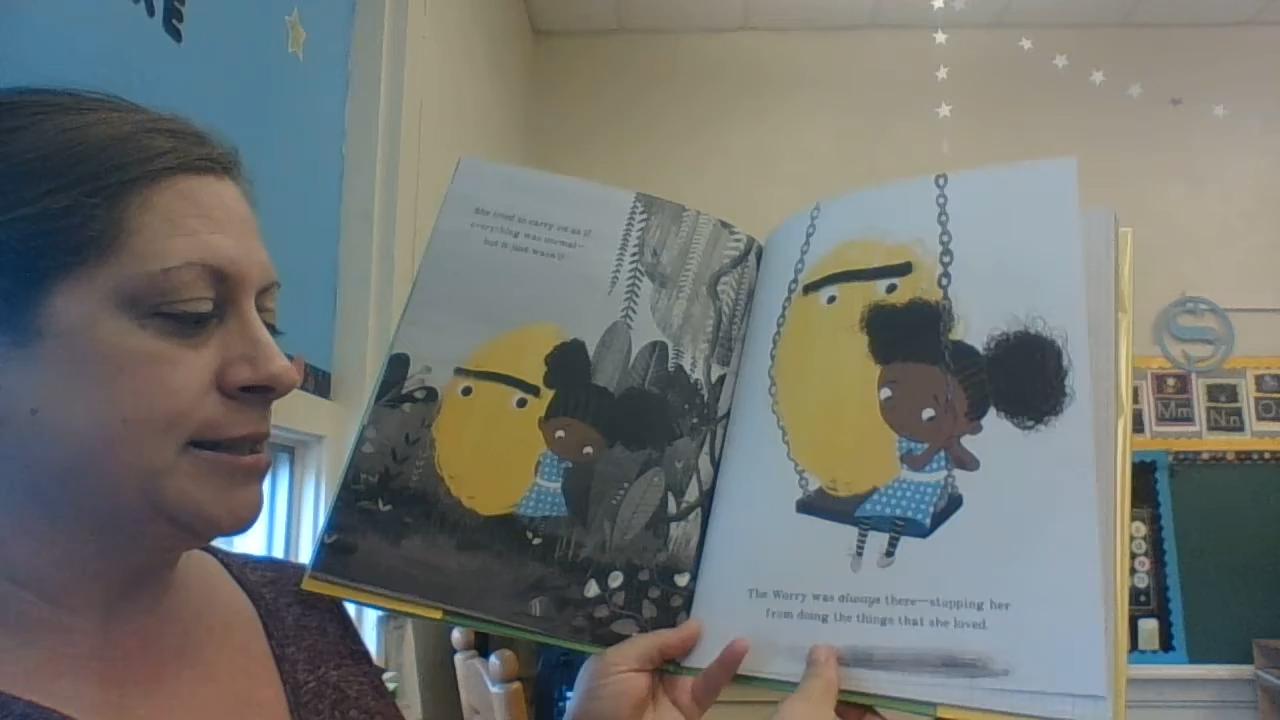 KE
She tried to carry on as if
everything was normal—
but it just wasn't.
The Worry was always there—stopping her
from doing the things that she loved.
S
Mm
Nn
O